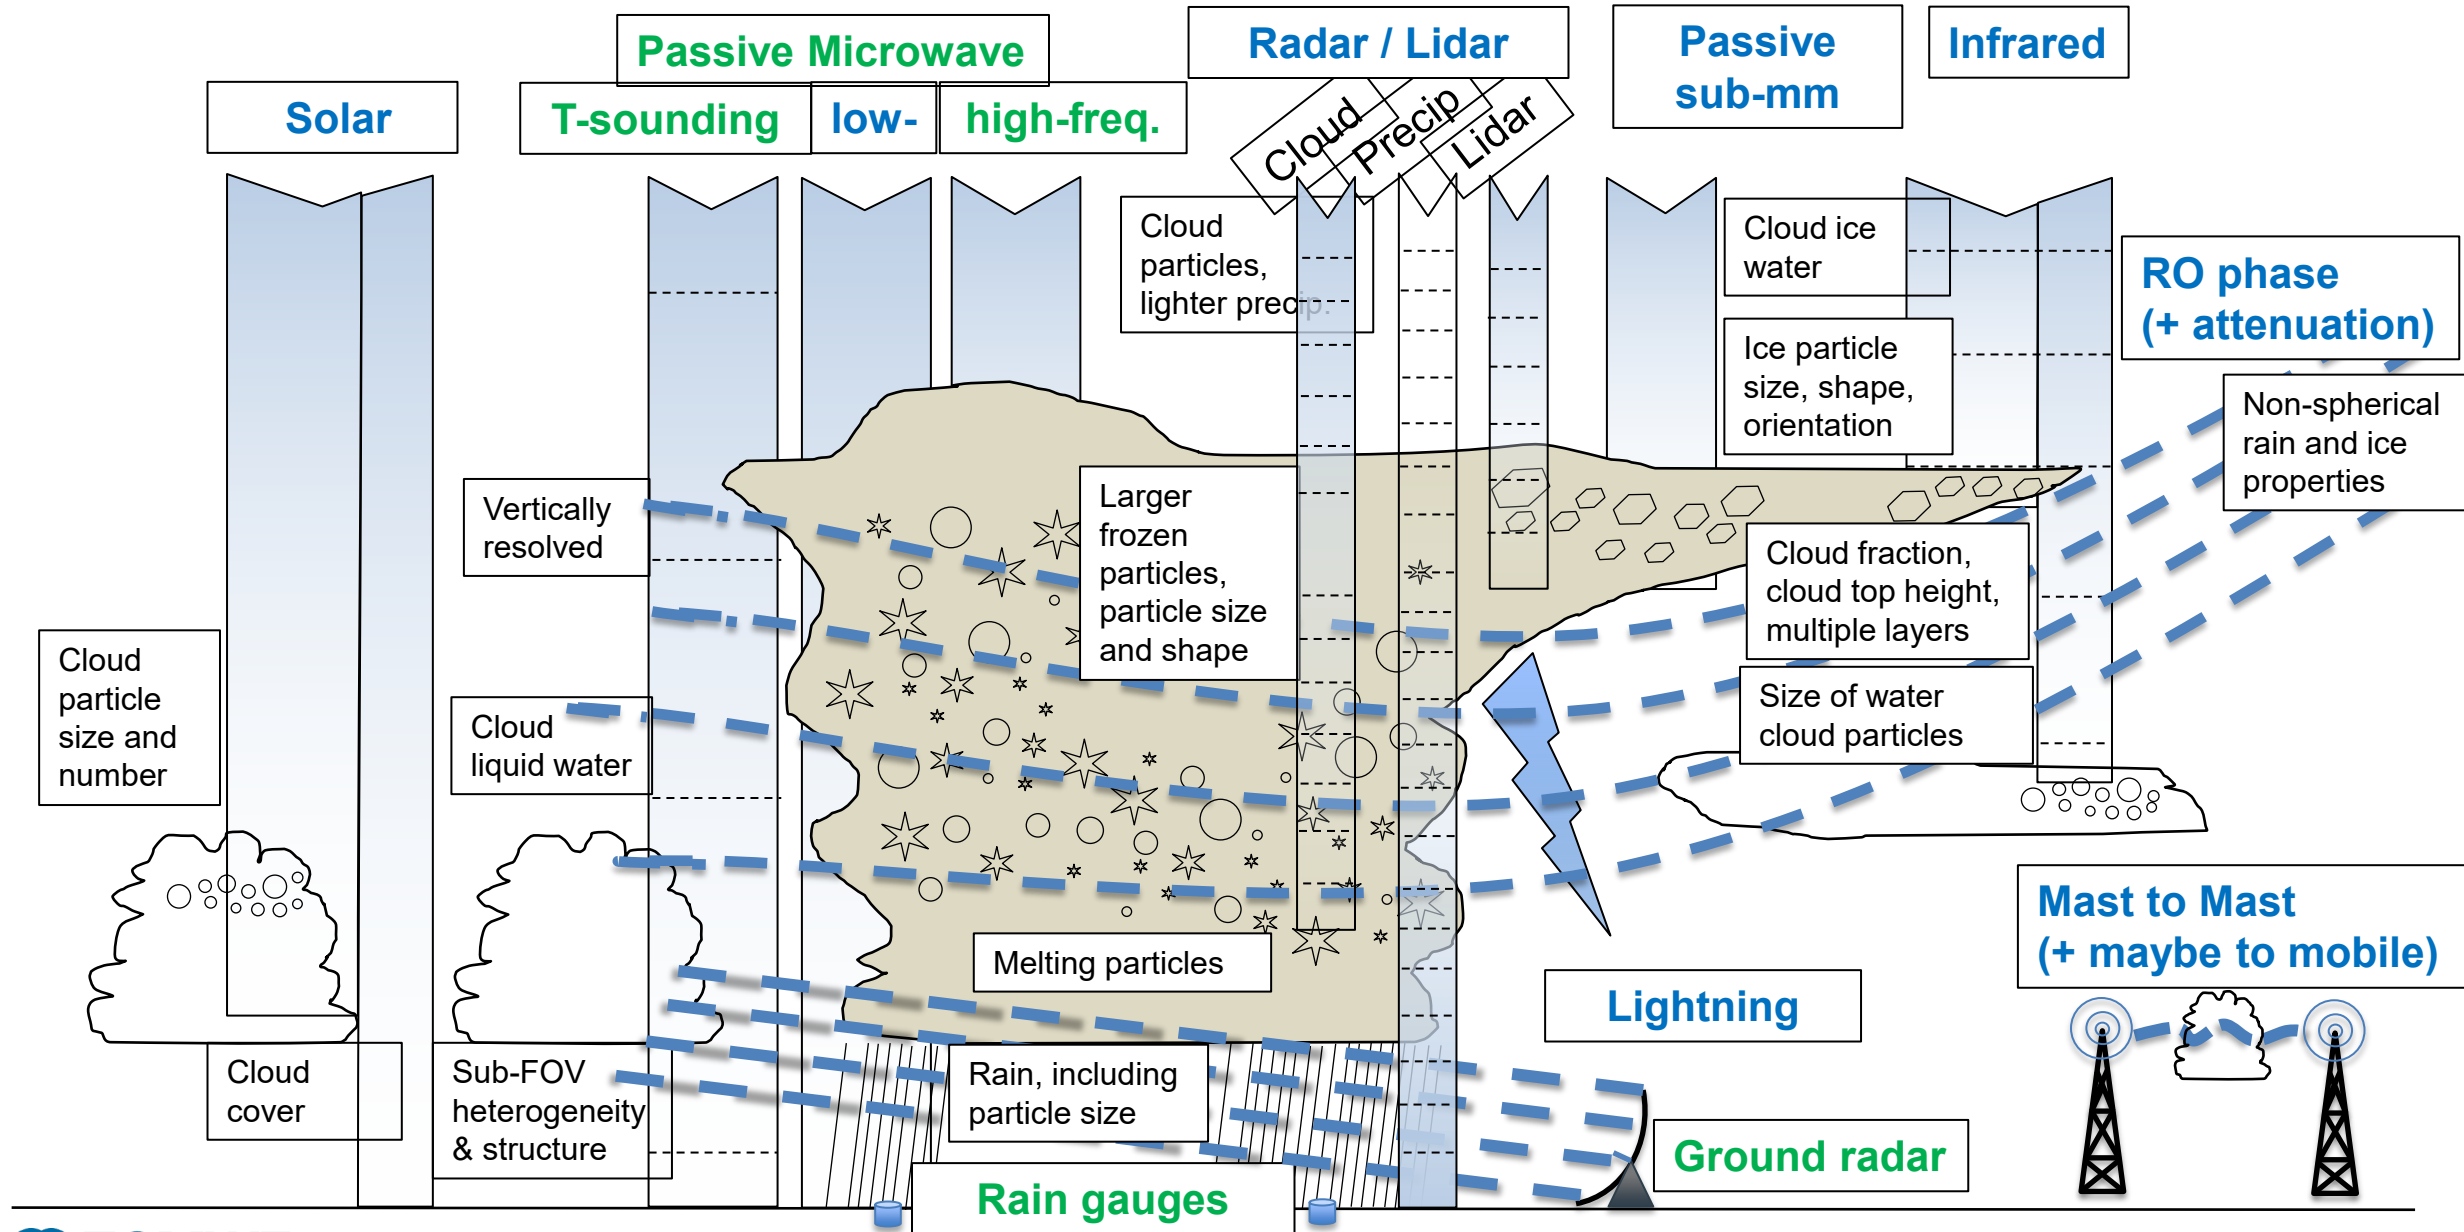 Passive Microwave
Radar / Lidar
Passive
sub-mm
Infrared
Solar
T-sounding
low-
high-freq.
Cloud
Precip
Lidar
Cloud
particles,
lighter precip.
Cloud ice
water
RO phase
(+ attenuation)
Ice particle
size, shape,
orientation
Non-spherical
rain and ice
properties
Vertically
resolved
Larger
frozen
particles,
particle size
and shape
Cloud fraction,
cloud top height,
multiple layers
Cloud
particle
size and
number
Cloud
liquid water
Size of water
cloud particles
Melting particles
Mast to Mast
(+ maybe to mobile)
Lightning
Cloud
cover
Sub-FOV
heterogeneity
& structure
Rain, including
particle size
Ground radar
Rain gauges